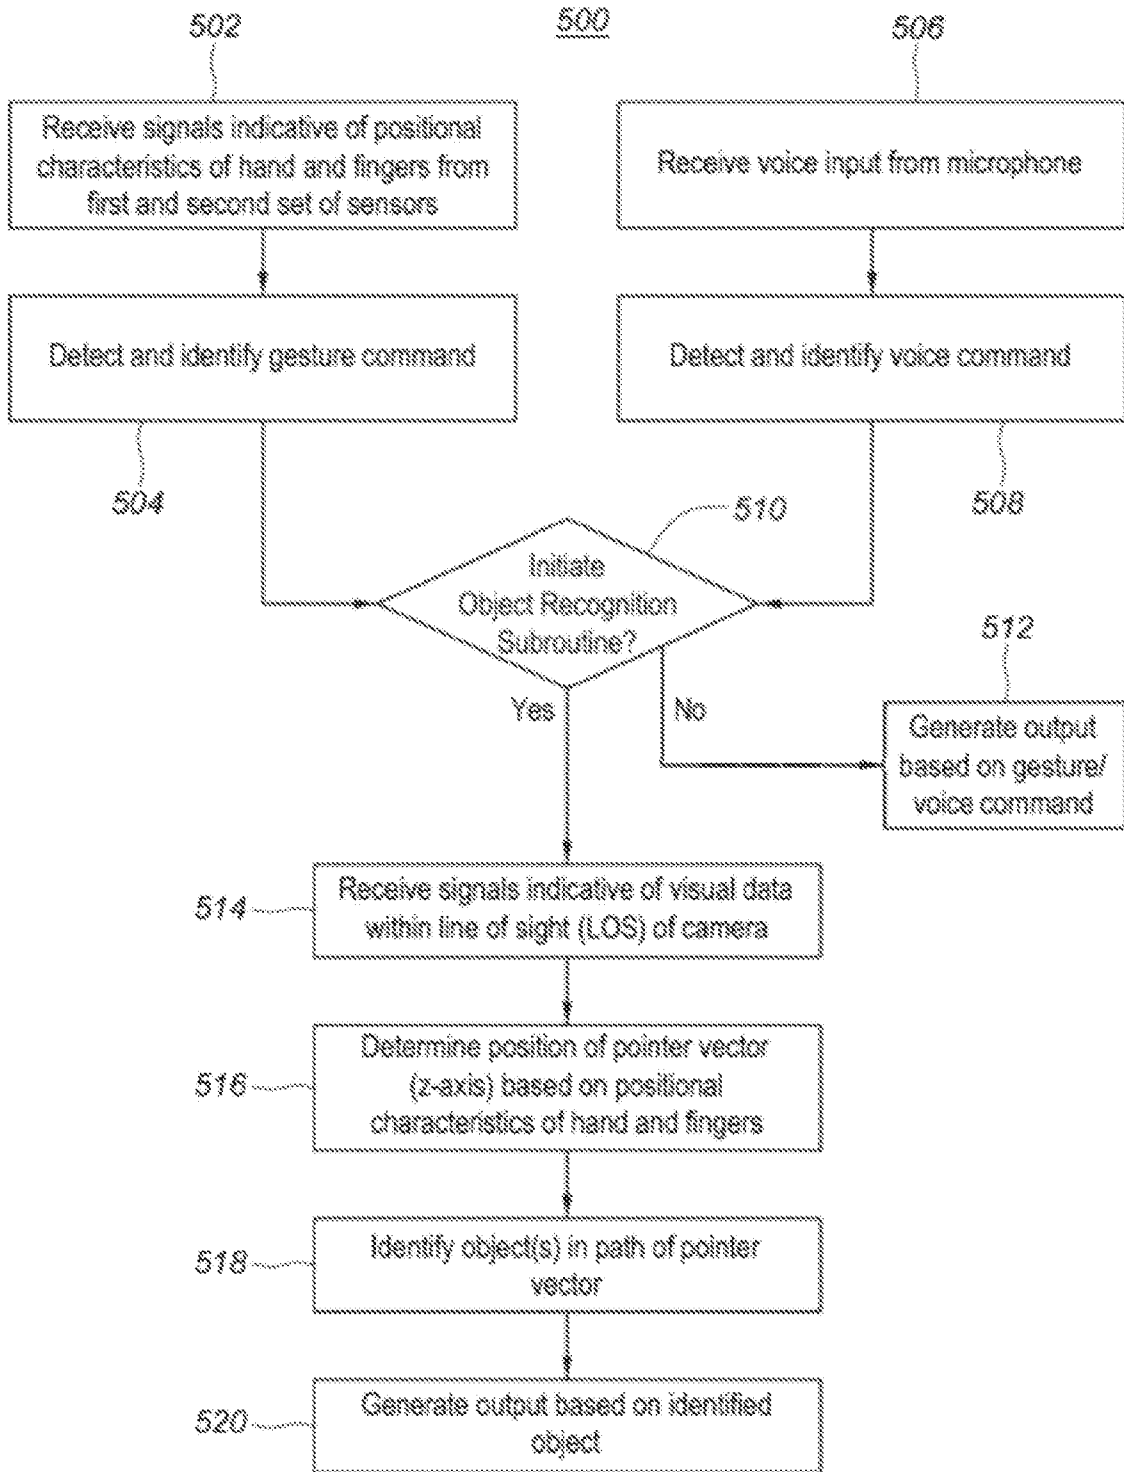 502
500
506
Receive signals indicative of positional
characteristics of hand and fingers from
first and second set of sensors
Receive voice input from microphone
Detect and identify gesture command
Detect and identify voice command
504
508
510
Initiate
Object Recognition
Subroutine?
512
Yes
No
Generate output
based on gesture/
voice command
514
Receive signals indicative of visual data
within line of sight (LOS) of camera
516
Determine position of pointer vector
(z-axis) based on positional
characteristics of hand and fingers
518
Identify object(s) in path of pointer
vector
520
Generate output based on identified
object